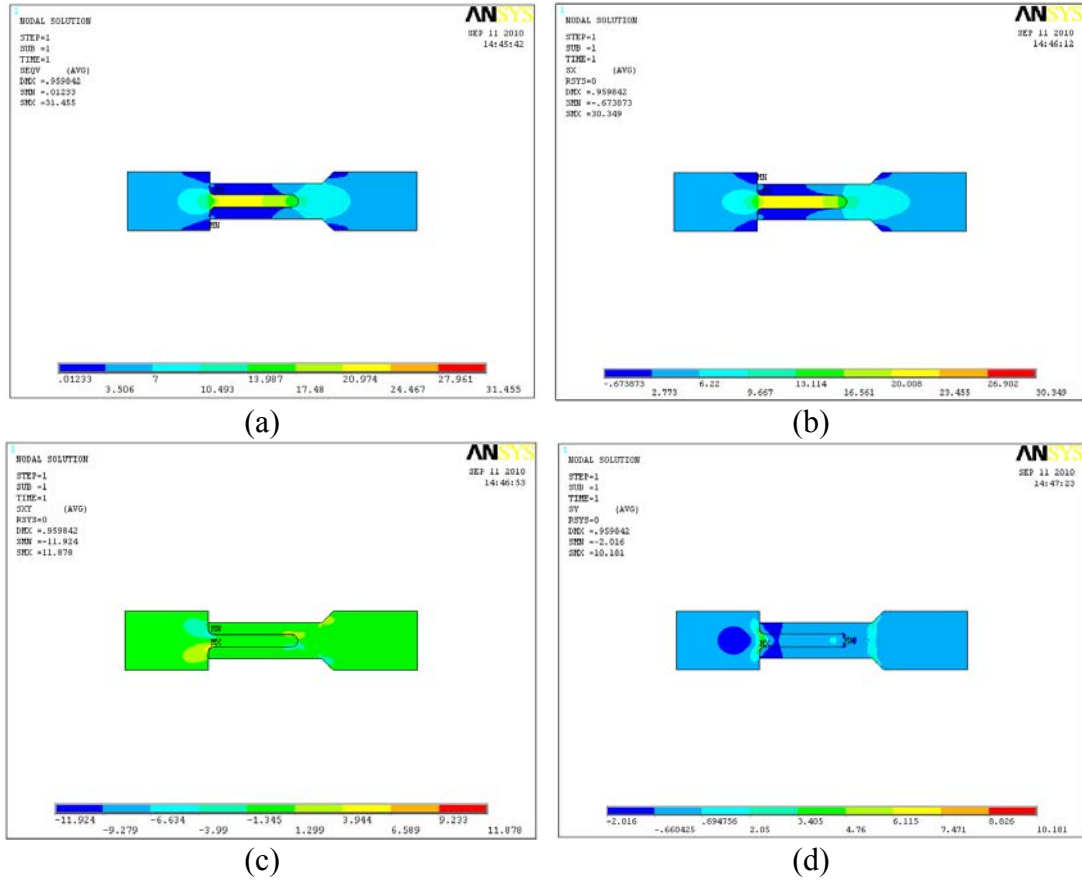 1
ANSYS
NODAL SOLUTION
SEP 11 2010
14:45:42
STEP=1
SUB =1
TIME=1
SEQV (AVG)
DMX =.959842
SMN =.01233
SMX =31.455
MN
.01233 7 13.987 20.974 27.961
3.506 10.493 17.48 24.467 31.455
(a)
1
ANSYS
NODAL SOLUTION
SEP 11 2010
14:46:12
STEP=1
SUB =1
TIME=1
SX (AVG)
RSYS=0
DMX =.959842
SMN =-.673873
SMX =30.349
MN
-.673873 6.22 13.114 20.008 26.902
2.773 9.667 16.561 23.455 30.349
(b)
1
ANSYS
NODAL SOLUTION
SEP 11 2010
14:46:53
STEP=1
SUB =1
TIME=1
SXY (AVG)
RSYS=0
DMX =.959842
SMN =-11.924
SMX =11.878
MN
MX
-11.924 -6.634 -1.345 3.944 9.233
-9.279 -3.99 1.299 6.589 11.878
(c)
1
ANSYS
NODAL SOLUTION
SEP 11 2010
14:47:23
STEP=1
SUB =1
TIME=1
SY (AVG)
RSYS=0
DMX =.959842
SMN =-2.016
SMX =10.181
MX
-2.016 .694756 3.405 6.115 8.826
-.660425 2.05 4.76 7.471 10.181
(d)